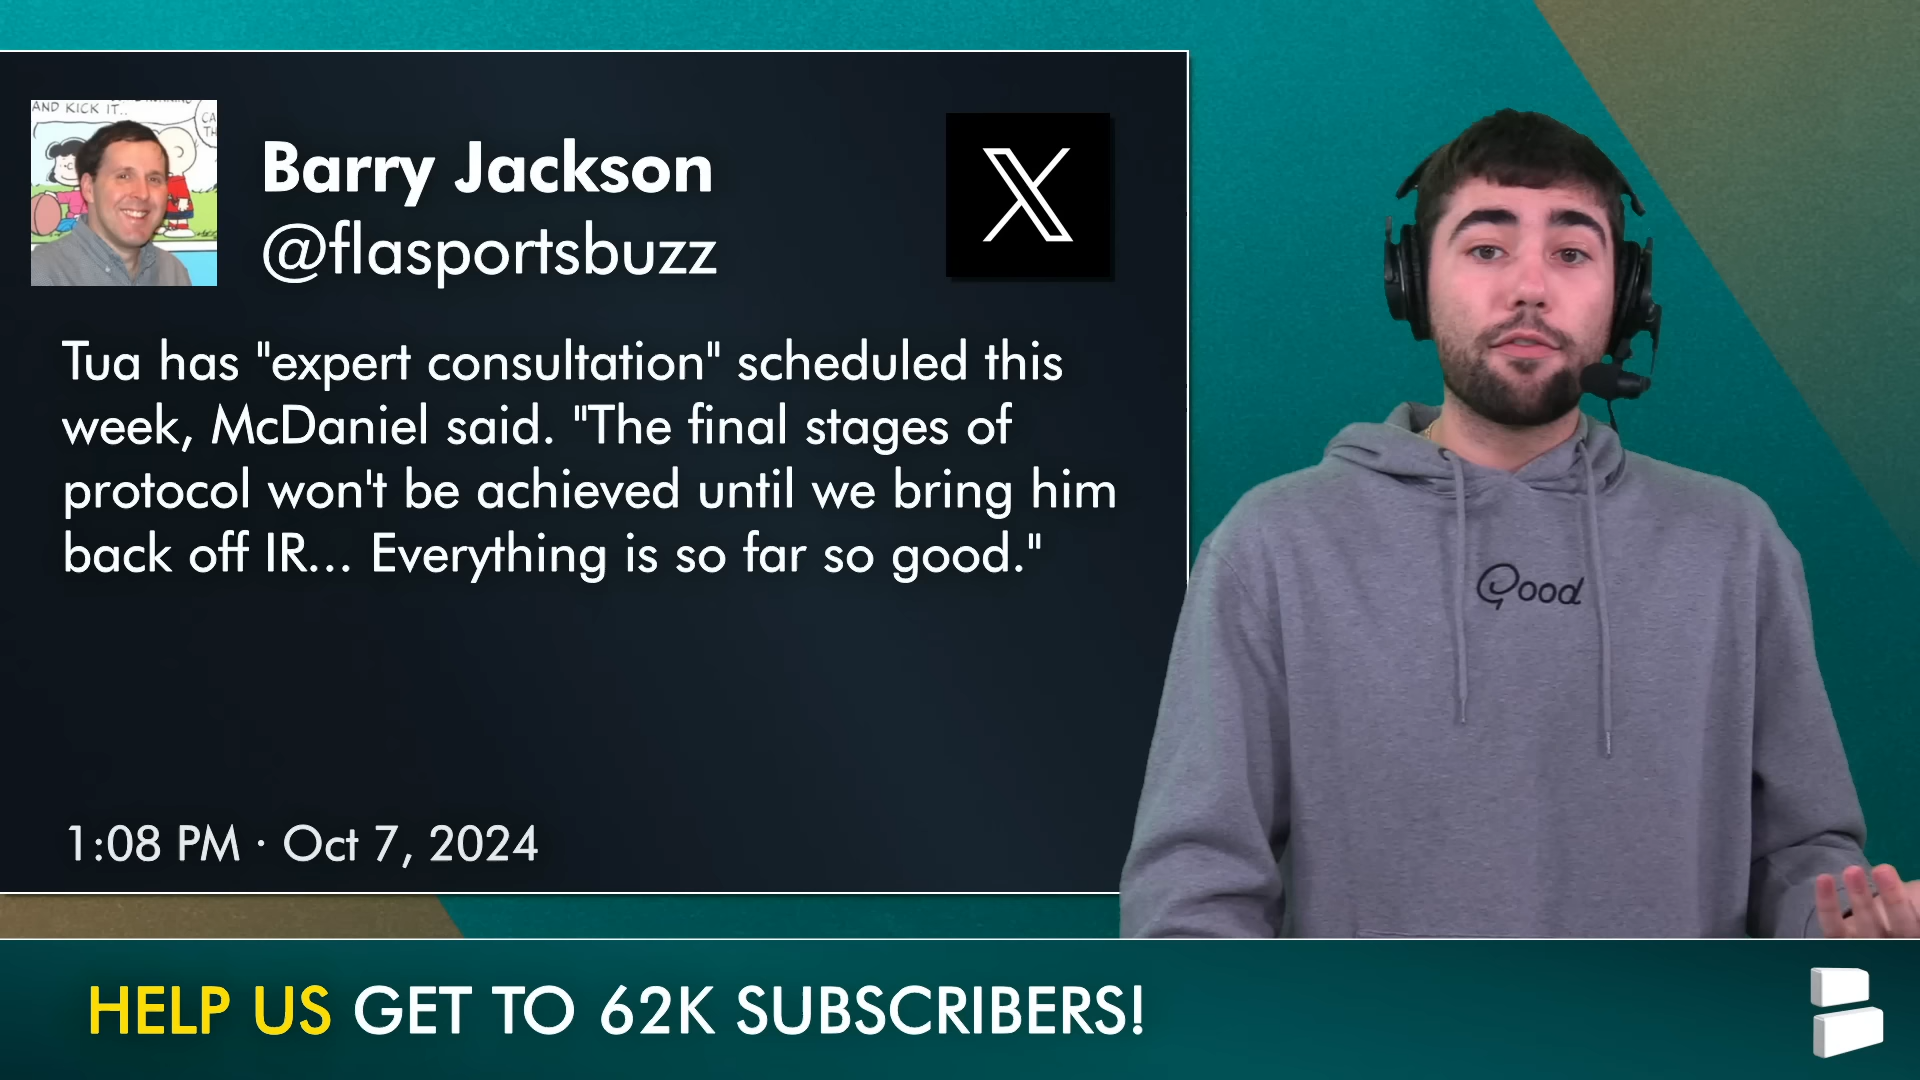 AND KICK IT..
Barry Jackson
@flasportsbuzz
Tua has "expert consultation" scheduled this
week, McDaniel said. "The final stages of
protocol won't be achieved until we bring him
back off IR... Everything is so far so good."
1:08 PM · Oct 7, 2024
Good
HELP US GET TO 62K SUBSCRIBERS!